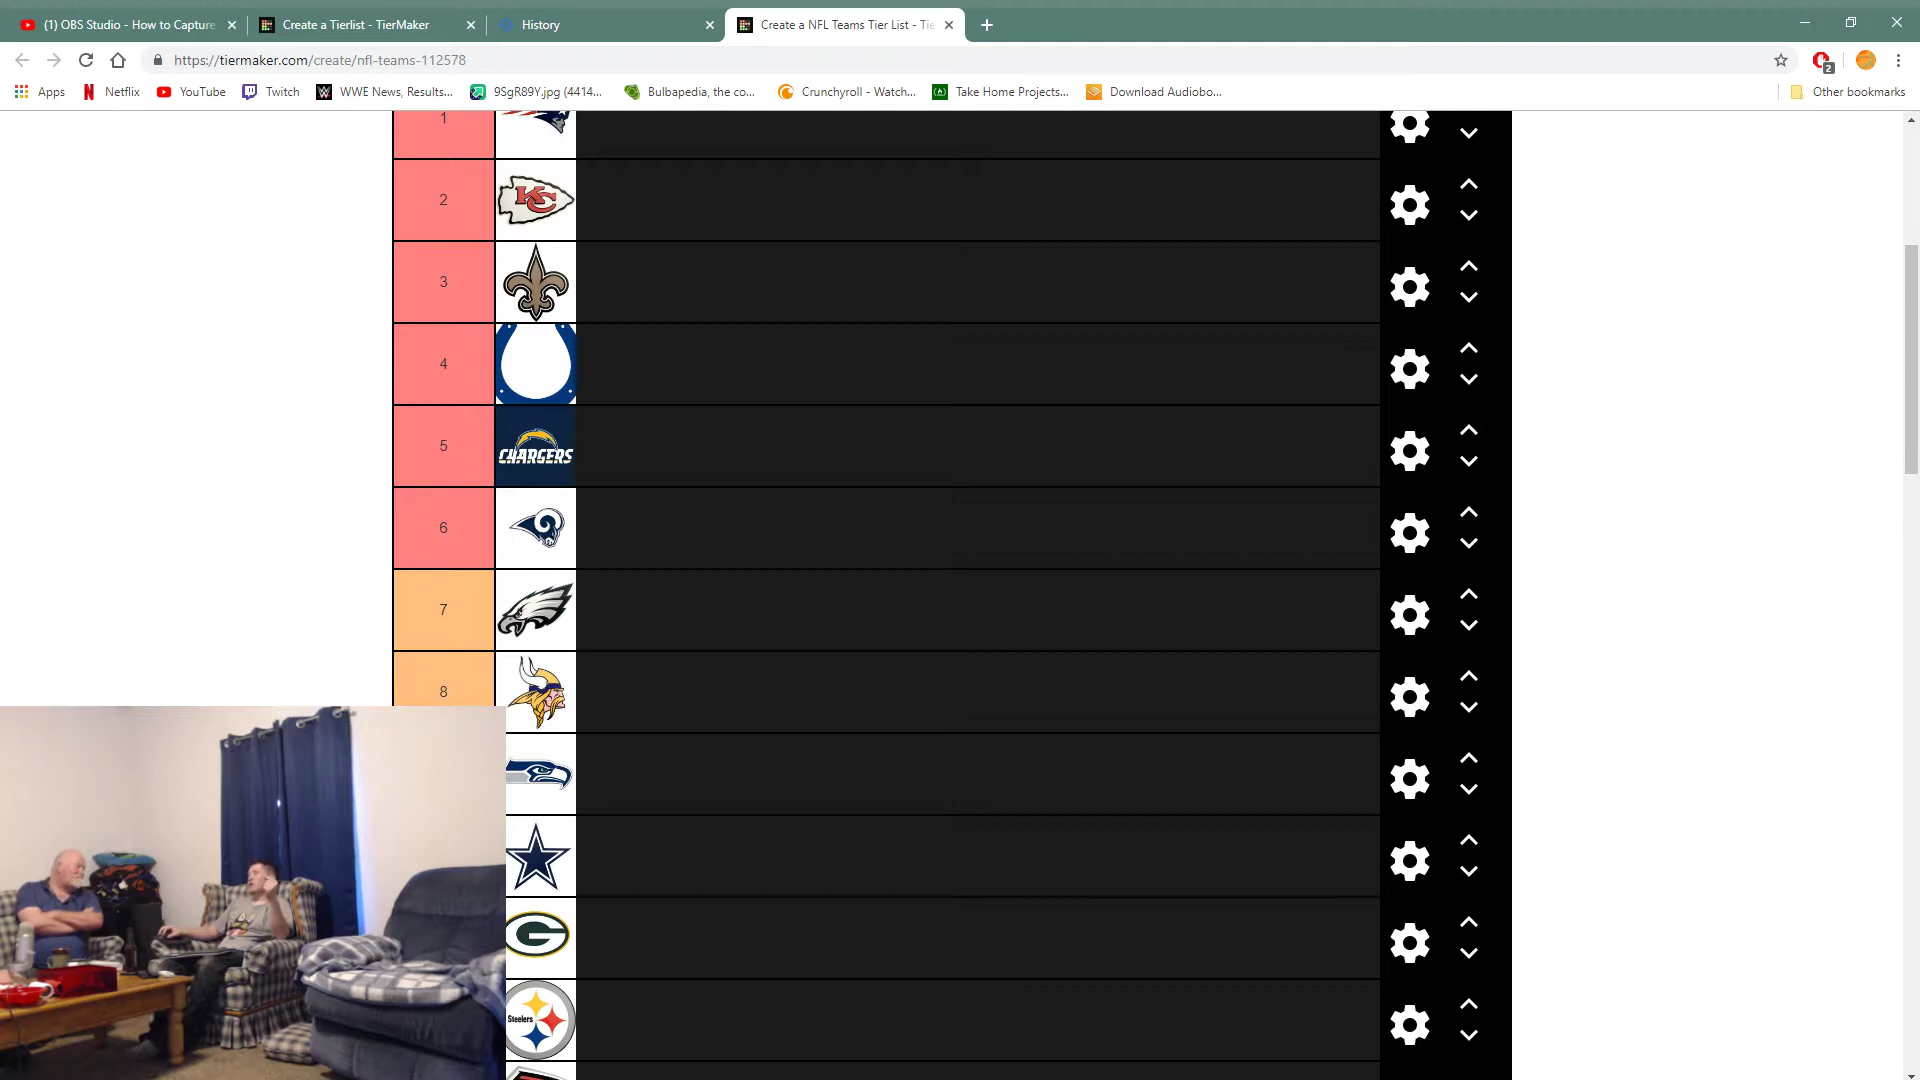 (1) OBS Studio - How to Capture
Create a Tierlist - TierMaker
History
Create a NFL Teams Tier List - Tie
https://tiermaker.com/create/nfl-teams-112578
2
Apps
Netflix
YouTube
Twitch
WWE News, Results...
9SgR89Y.jpg (4414...
Bulbapedia, the co...
Crunchyroll - Watch...
Take Home Projects...
Download Audiobo...
Other bookmarks
1
2
KC
3
4
5
CHARGERS
6
7
8
G
Steelers